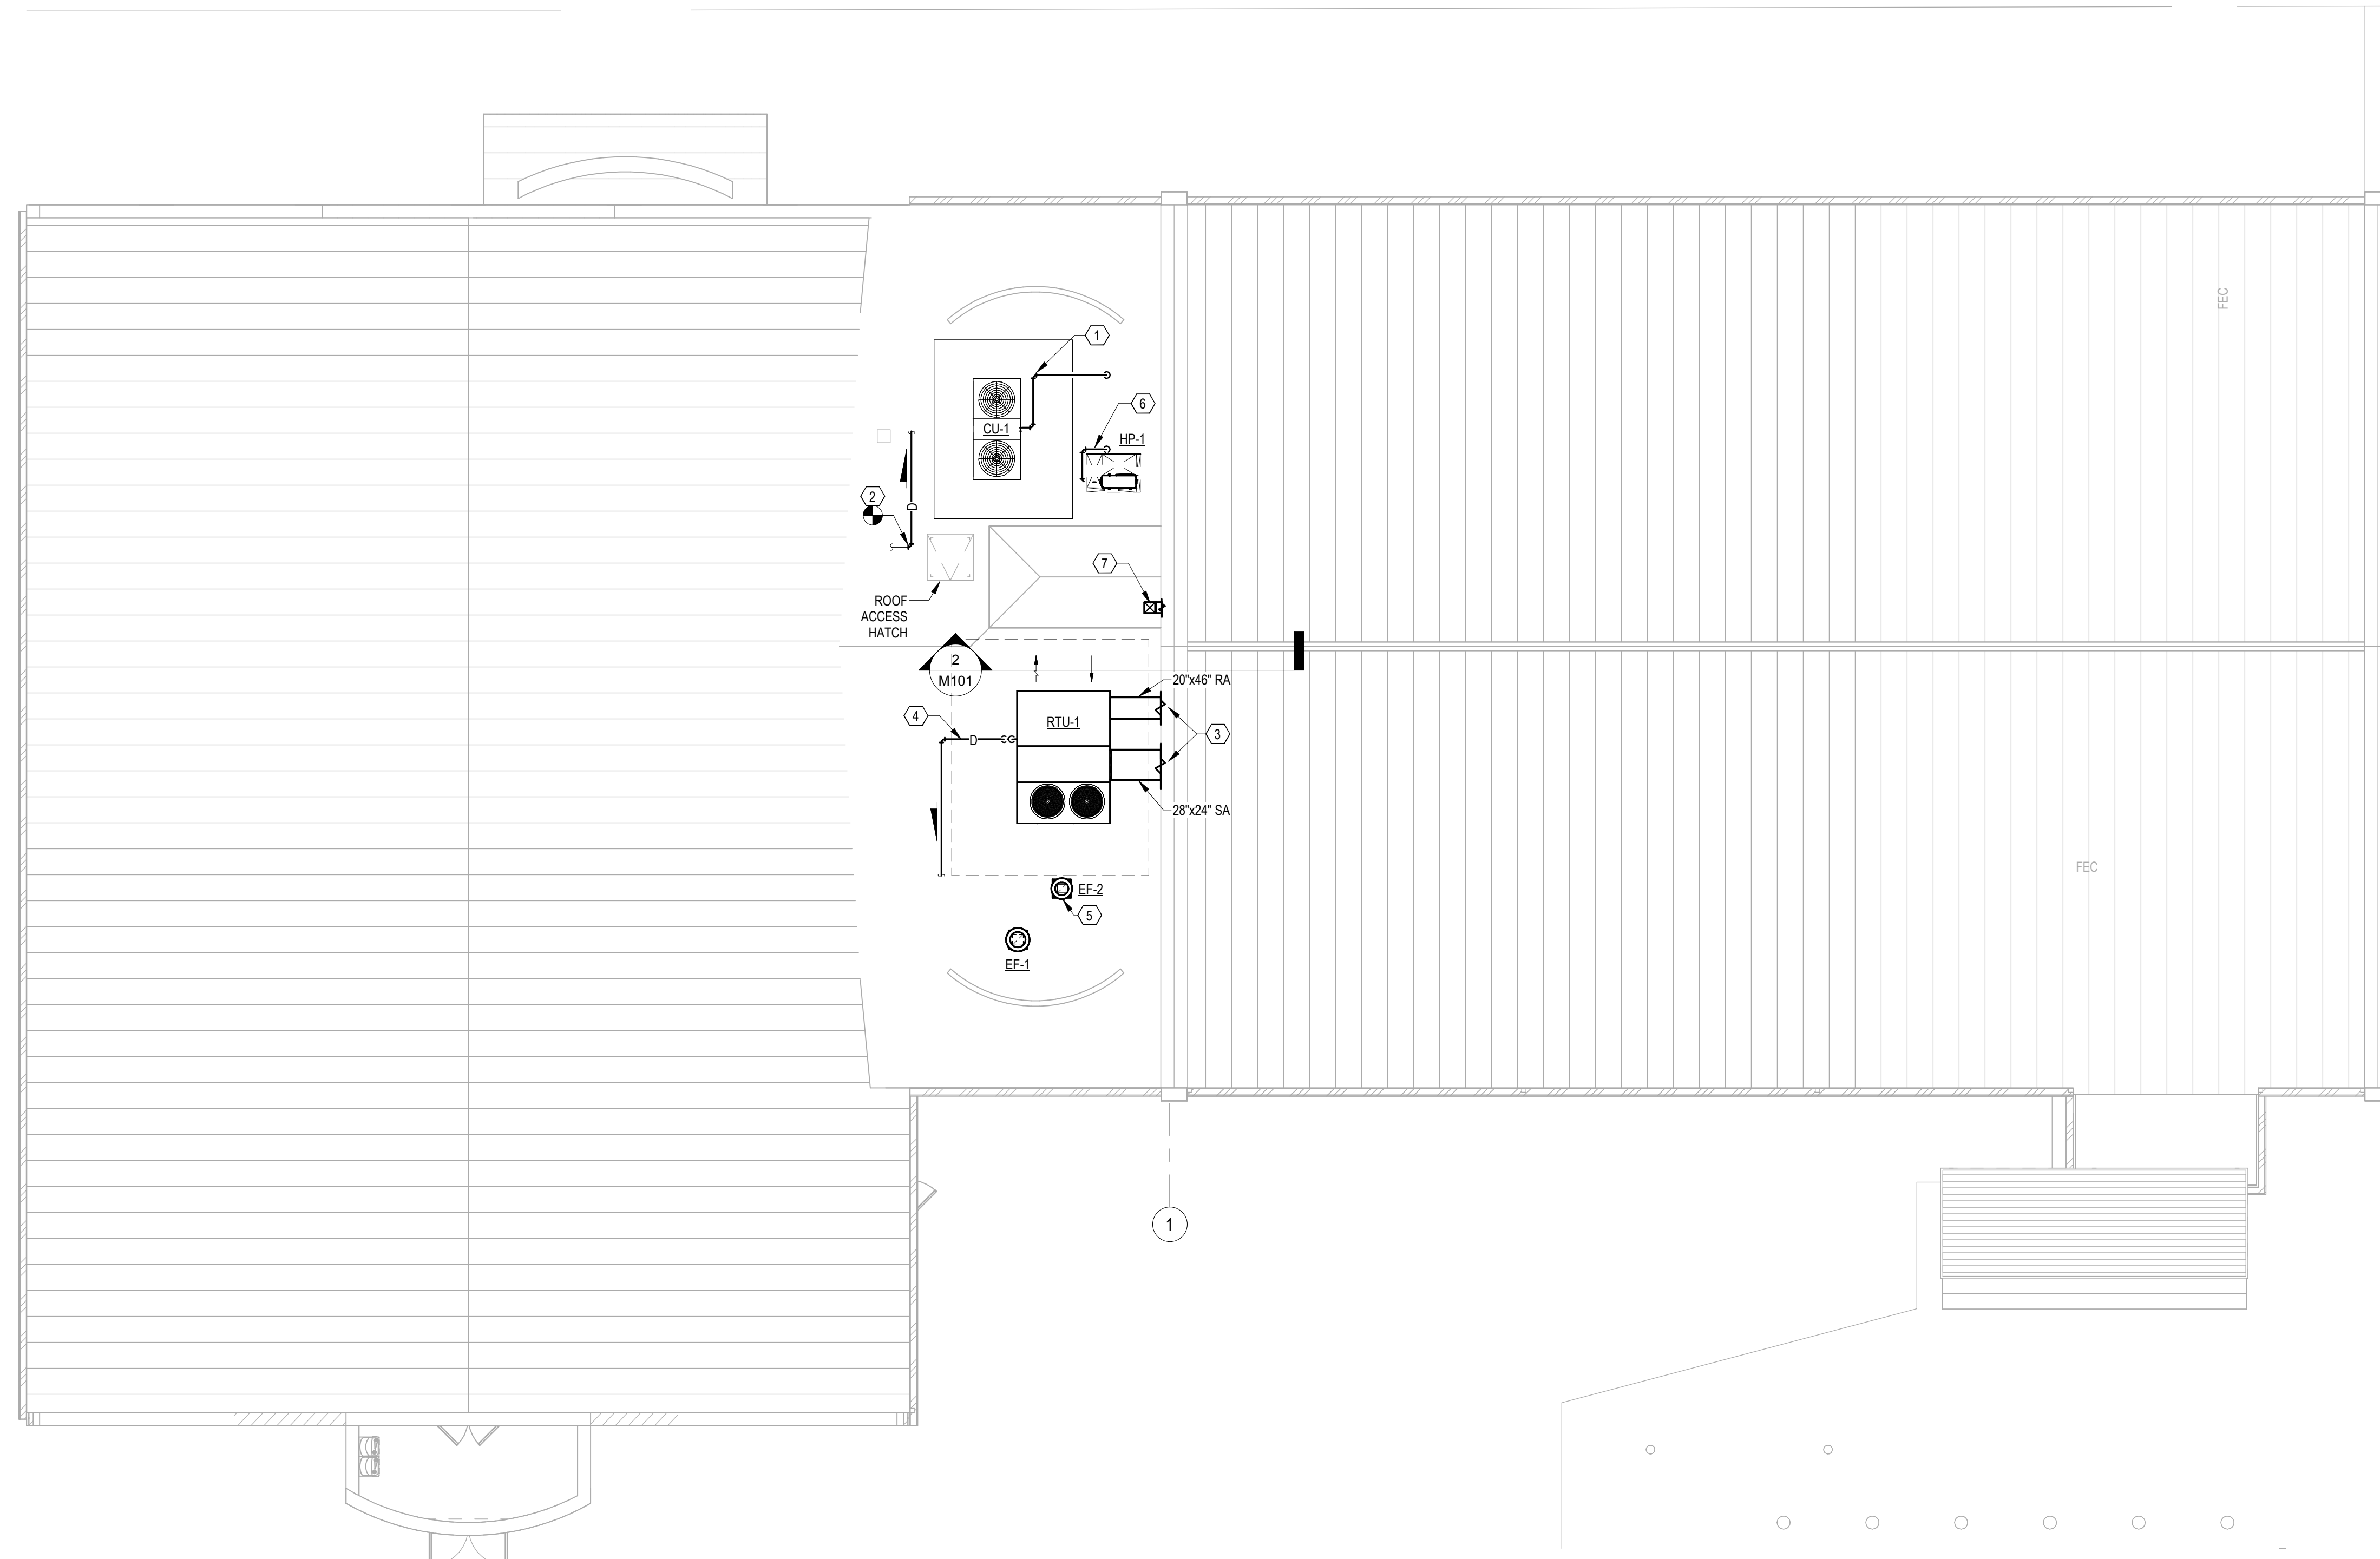 FEC
1
6
CU-1
HP-1
2
D
7
ROOF
ACCESS
HATCH
2
M101
20"x46" RA
4
RTU-1
3
D
28"x24" SA
FEC
EF-2
5
EF-1
1